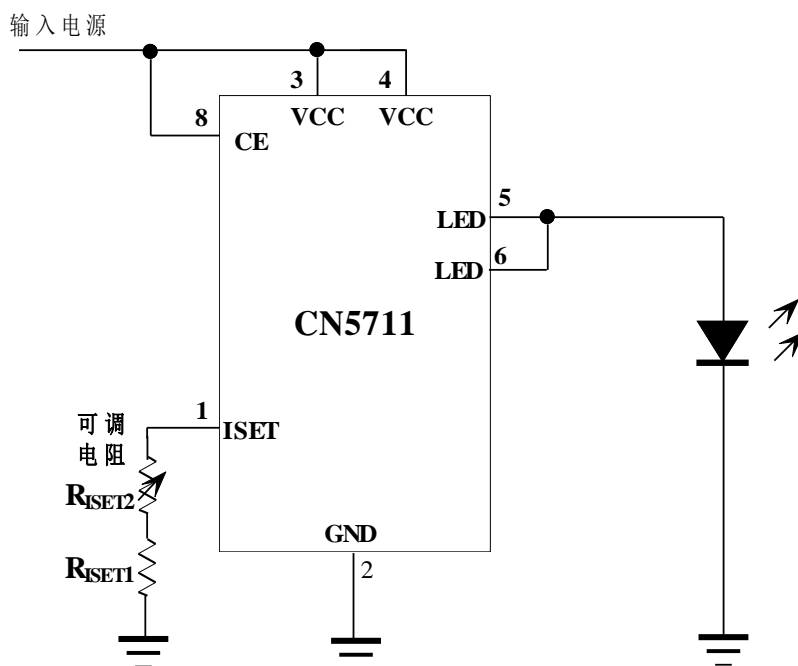 输入电源
3
4
VCC
VCC
8
CE
5
LED
6
LED
CN5711
1
ISET
可调
电阻
RISET2
RISET1
GND
2